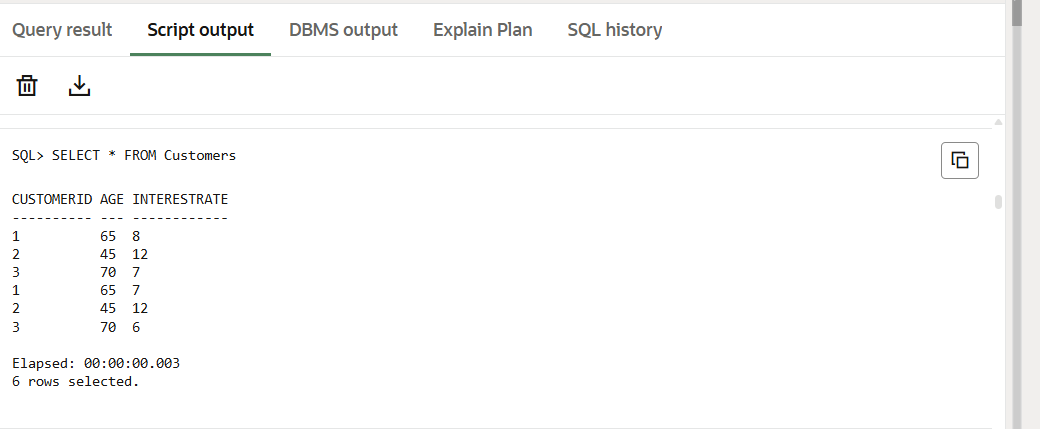 Query result Script output DBMS output Explain Plan SQL history
SQL> SELECT * FROM Customers
CUSTOMERID AGE INTERESTRATE
---------- --- ------------
1          65  8
2          45  12
3          70  7
1          65  7
2          45  12
3          70  6
Elapsed: 00:00:00.003
6 rows selected.